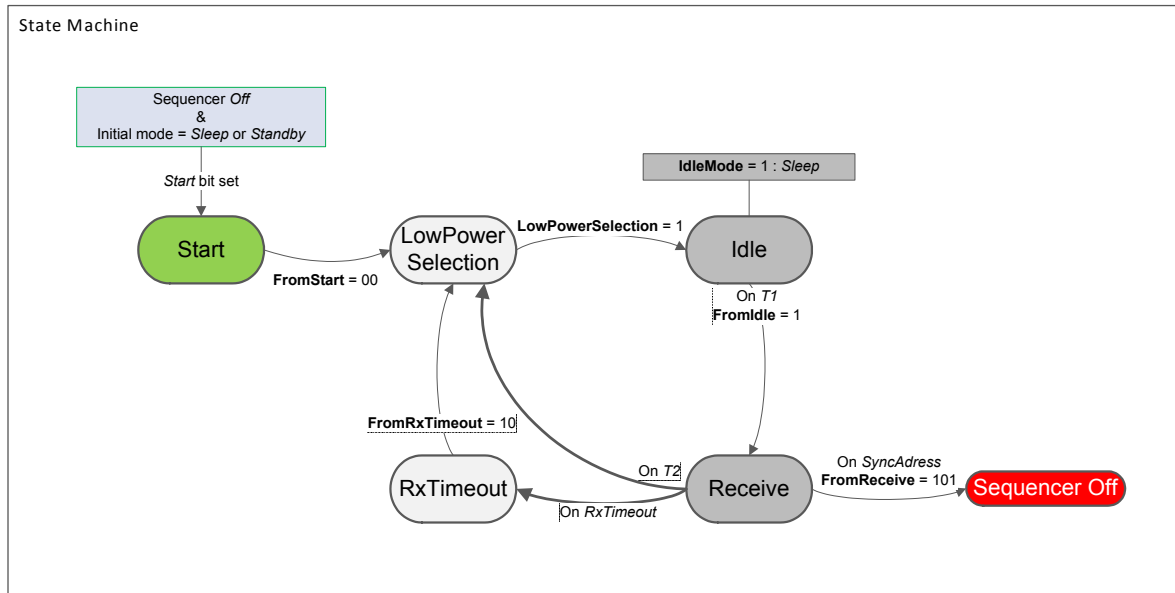 State Machine
Sequencer Off
&
Initial mode = Sleep or Standby
Start bit set
IdleMode = 1 : Sleep
Start
FromStart = 00
LowPower
Selection
LowPowerSelection = 1
Idle
On T1
FromIdle = 1
FromRxTimeout = 10
On T2
RxTimeout
On RxTimeout
Receive
On SyncAdress
FromReceive = 101
Sequencer Off